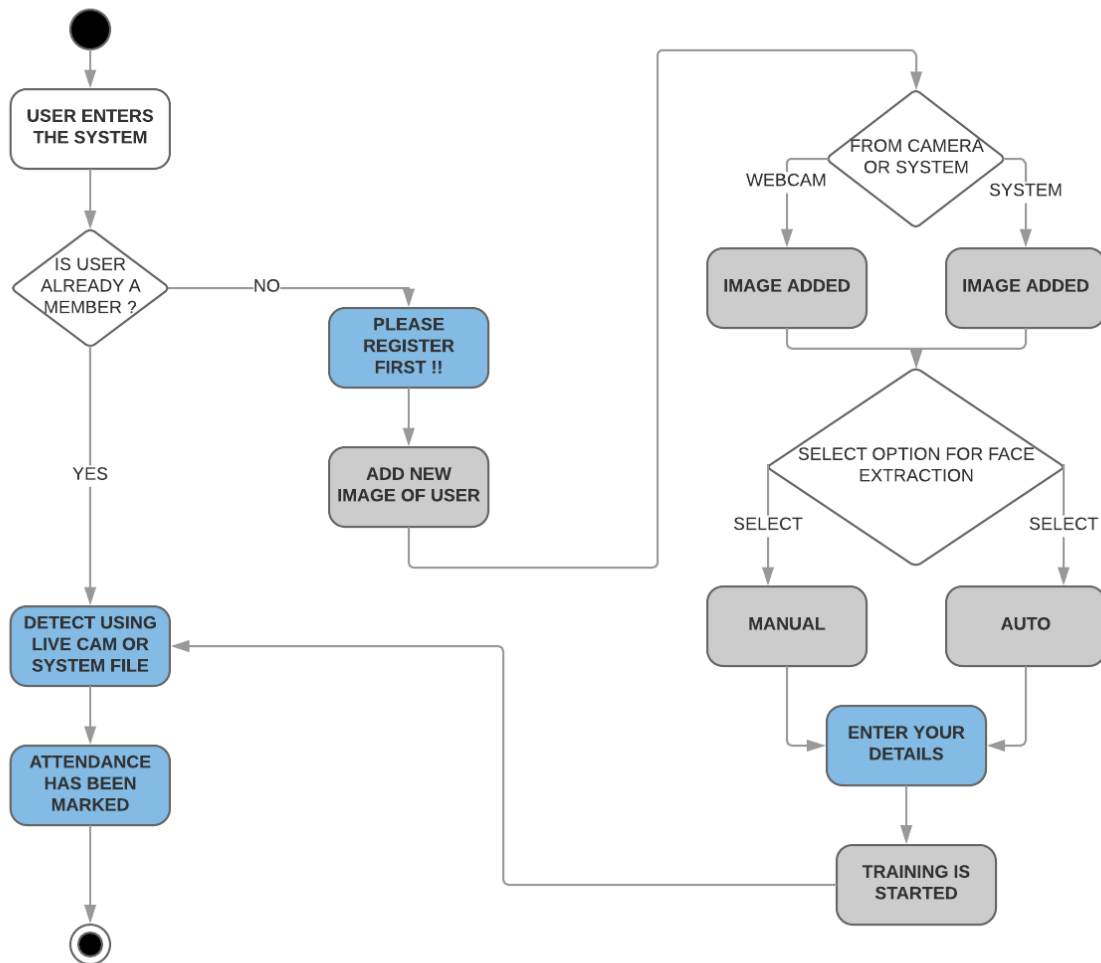 USER ENTERS
THE SYSTEM
IS USER
ALREADY A
MEMBER ?
NO
YES
PLEASE
REGISTER
FIRST !!
ADD NEW
IMAGE OF USER
FROM CAMERA
OR SYSTEM
WEBCAM
SYSTEM
IMAGE ADDED
IMAGE ADDED
SELECT OPTION FOR FACE
EXTRACTION
SELECT
SELECT
MANUAL
AUTO
ENTER YOUR
DETAILS
TRAINING IS
STARTED
DETECT USING
LIVE CAM OR
SYSTEM FILE
ATTENDANCE
HAS BEEN
MARKED